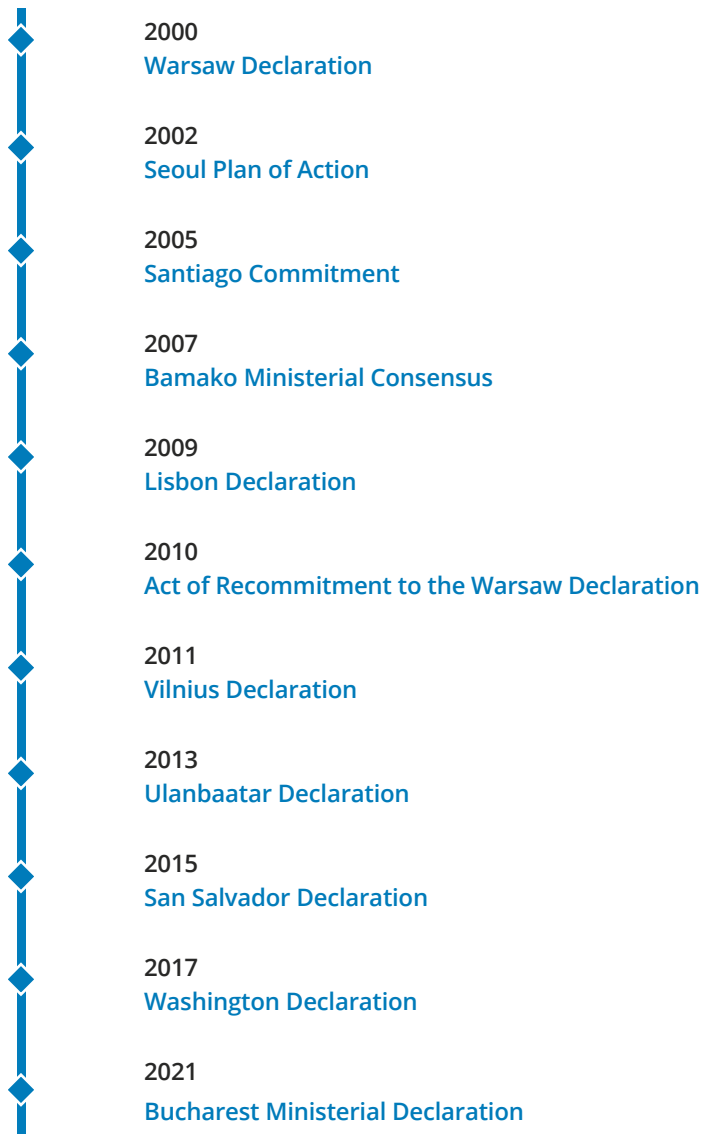 2000
Warsaw Declaration
2002
Seoul Plan of Action
2005
Santiago Commitment
2007
Bamako Ministerial Consensus
2009
Lisbon Declaration
2010
Act of Recommitment to the Warsaw Declaration
2011
Vilnius Declaration
2013
Ulanbaatar Declaration
2015
San Salvador Declaration
2017
Washington Declaration
2021
Bucharest Ministerial Declaration